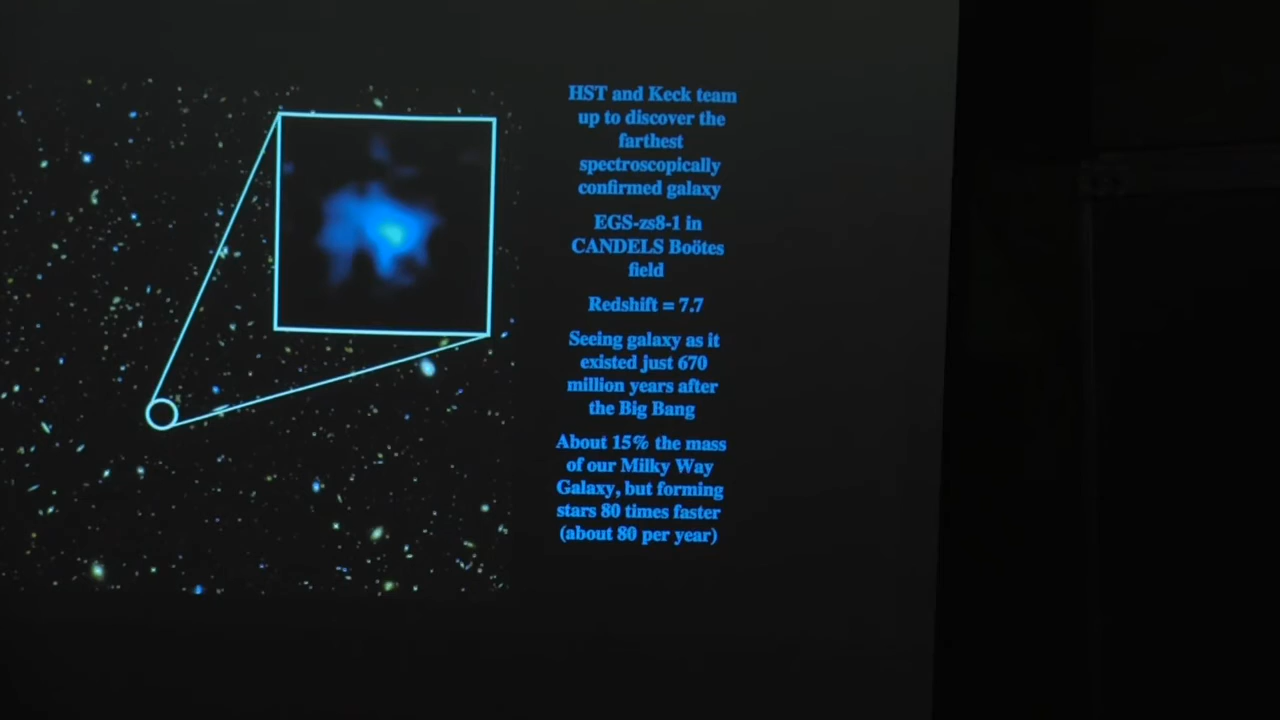 HST and Keck team
up to discover the
farthest
spectroscopically
confirmed galaxy
EGS-zs8-1 in
CANDELS Boötes
field
Redshift = 7.7
Seeing galaxy as it
existed just 670
million years after
the Big Bang
About 15% the mass
of our Milky Way
Galaxy, but forming
stars 80 times faster
(about 80 per year)